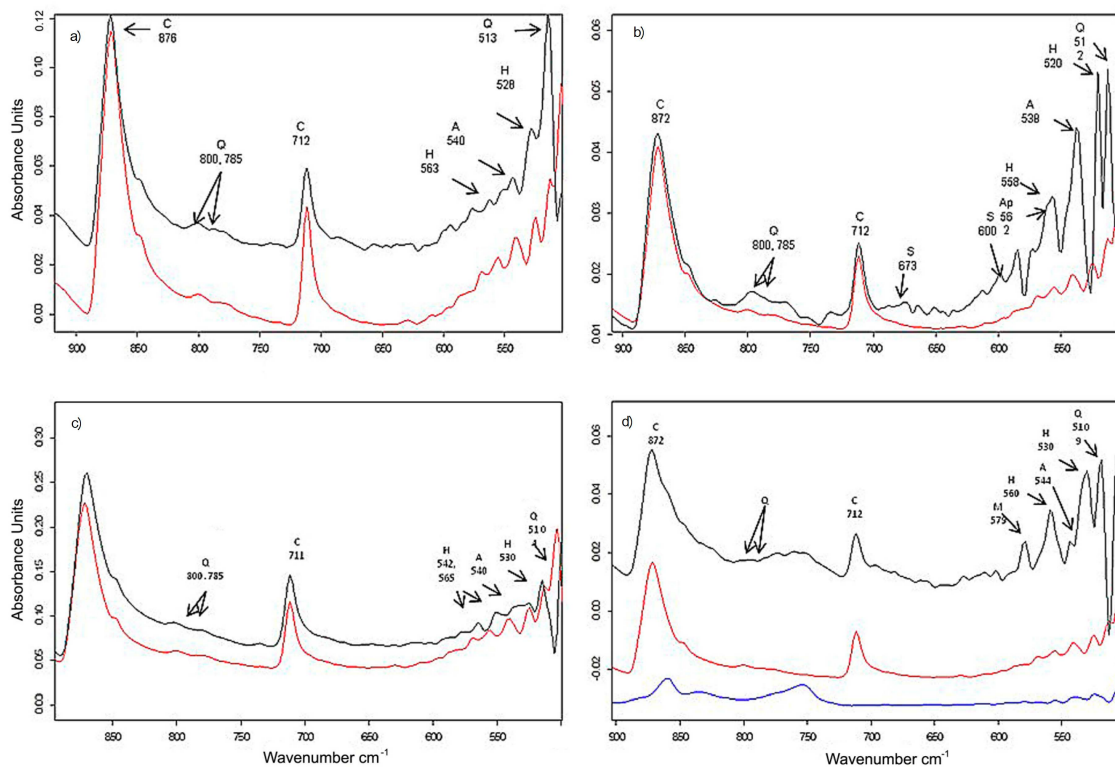 a)
C
876
Q
800,785
C
712
H
563
A
540
H
528
Q
513
0.12
0.10
0.08
0.06
0.04
0.02
0.00
Absorbance Units
900
850
800
750
700
650
600
550
b)
C
872
Q
800,785
C
712
S
673
S
600
Ap
56
2
H
558
A
538
H
520
Q
51
2
0.06
0.05
0.04
0.03
0.02
0.01
900
850
800
750
700
650
600
550
c)
Q
800.785
C
711
H
542,
565
A
540
H
530
Q
510
0.30
0.25
0.20
0.15
0.10
0.05
0.00
Absorbance Units
850
800
750
700
650
600
550
Wavenumber cm-1
d)
C
872
Q
C
712
M
579
H
560
A
544
H
530
Q
510
9
0.06
0.04
0.02
0.00
-0.02
900
850
800
750
700
650
600
550
Wavenumber cm-1